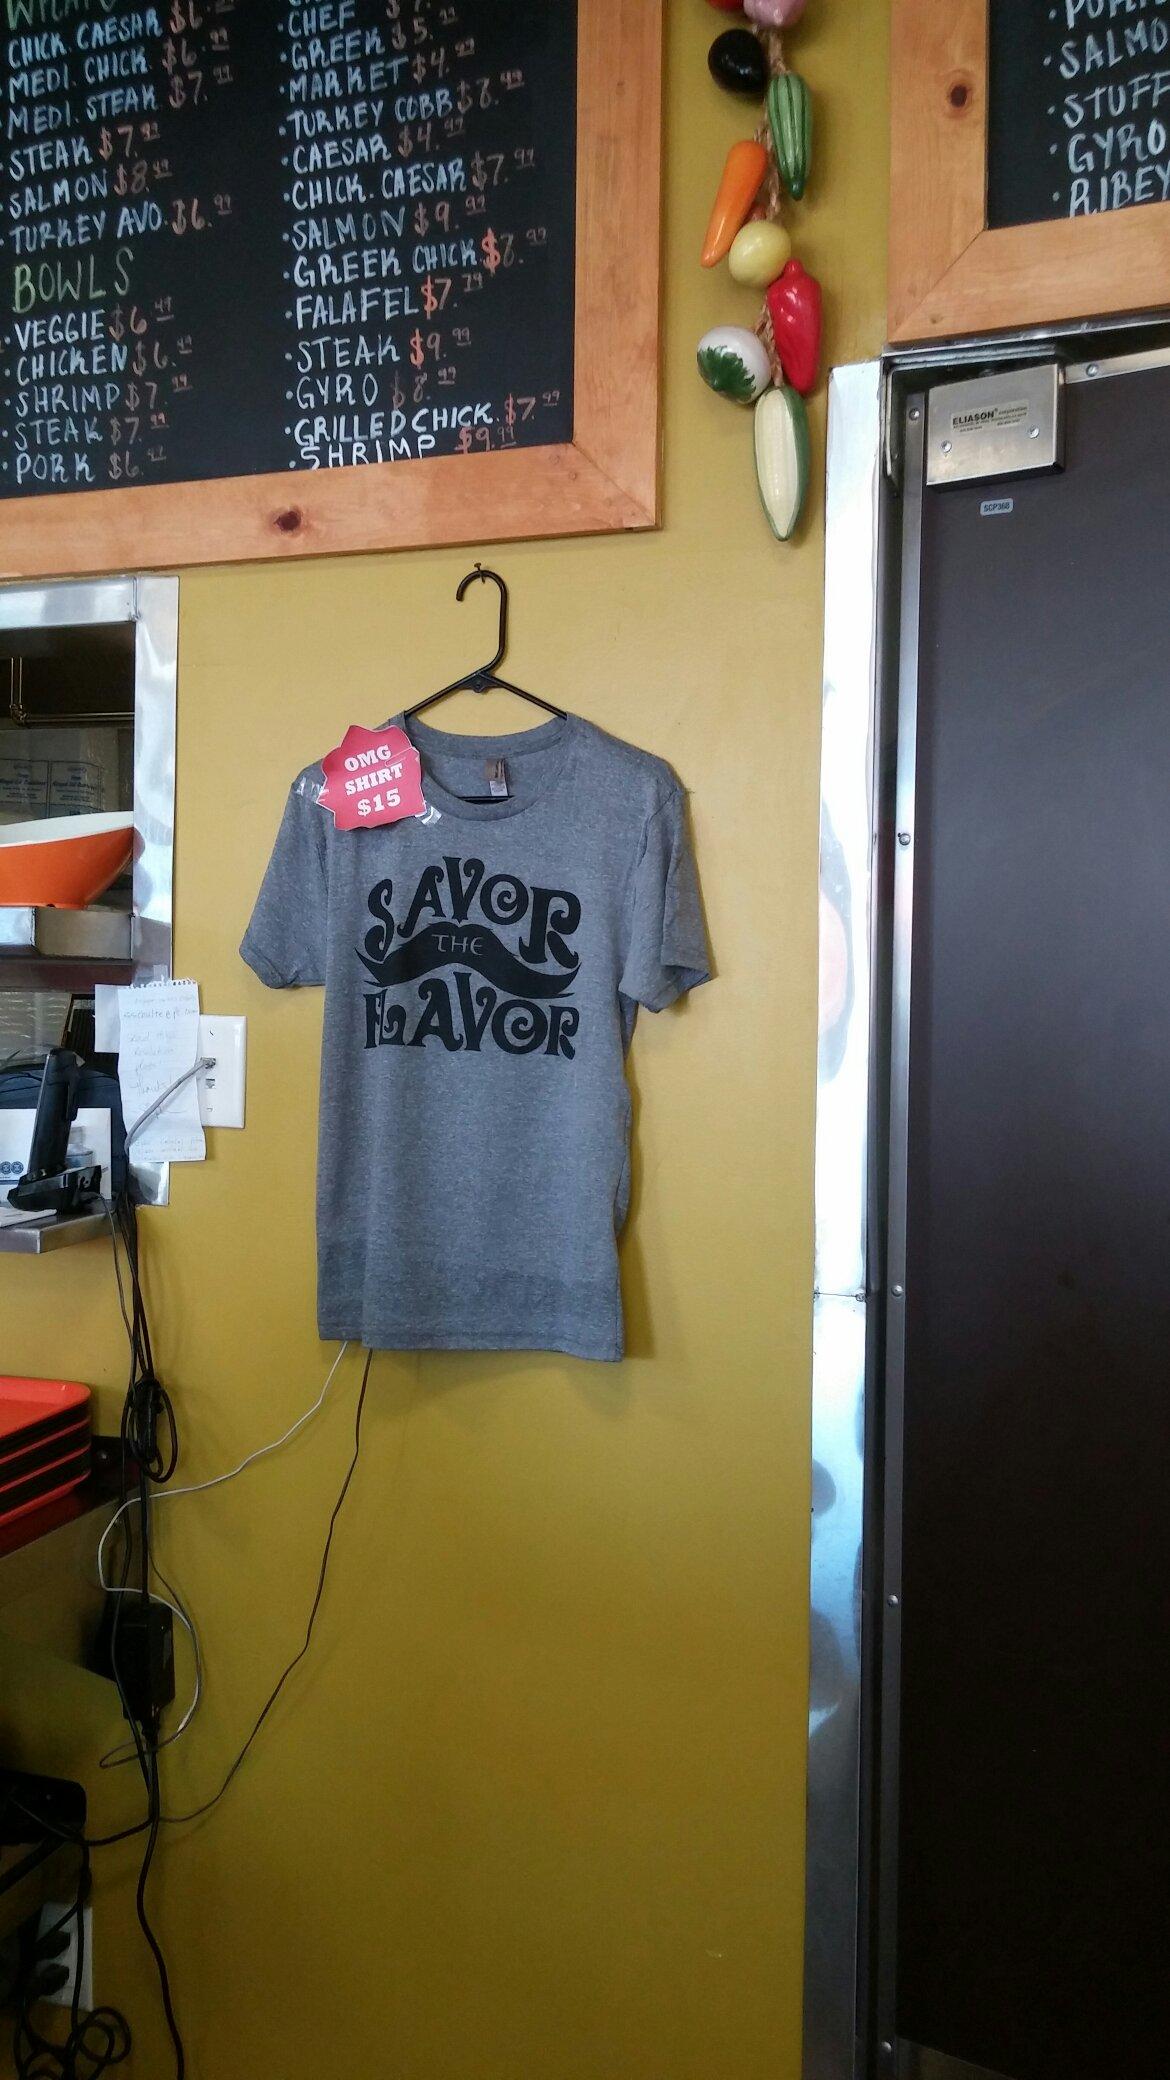 CHICK. CAESAR $6.
MEDI. CHICK. $6.99
MEDI. STEAK $7.99
STEAK $7.99
SALMON $8.99
TURKEY AVO. $6.99
BOWLS
VEGGIE $6.49
CHICKEN $6.99
SHRIMP $7.99
STEAK $7.99
PORK $6.
CHEF
GREEK $5.
MARKET $4.99
TURKEY COBB $8.49
CAESAR $4.99
CHICK. CAESAR $7.99
SALMON $9.99
GREEK CHICK. $8.99
FALAFEL $7.79
STEAK $9.99
GYRO $8.99
GRILLED CHICK. $7.99
SHRIMP $9.99
SALMO
STUFF
GYRO
RIBEY
ELIASON
SCP368
OMG
SHIRT
$15
SAVOR
THE
FLAVOR